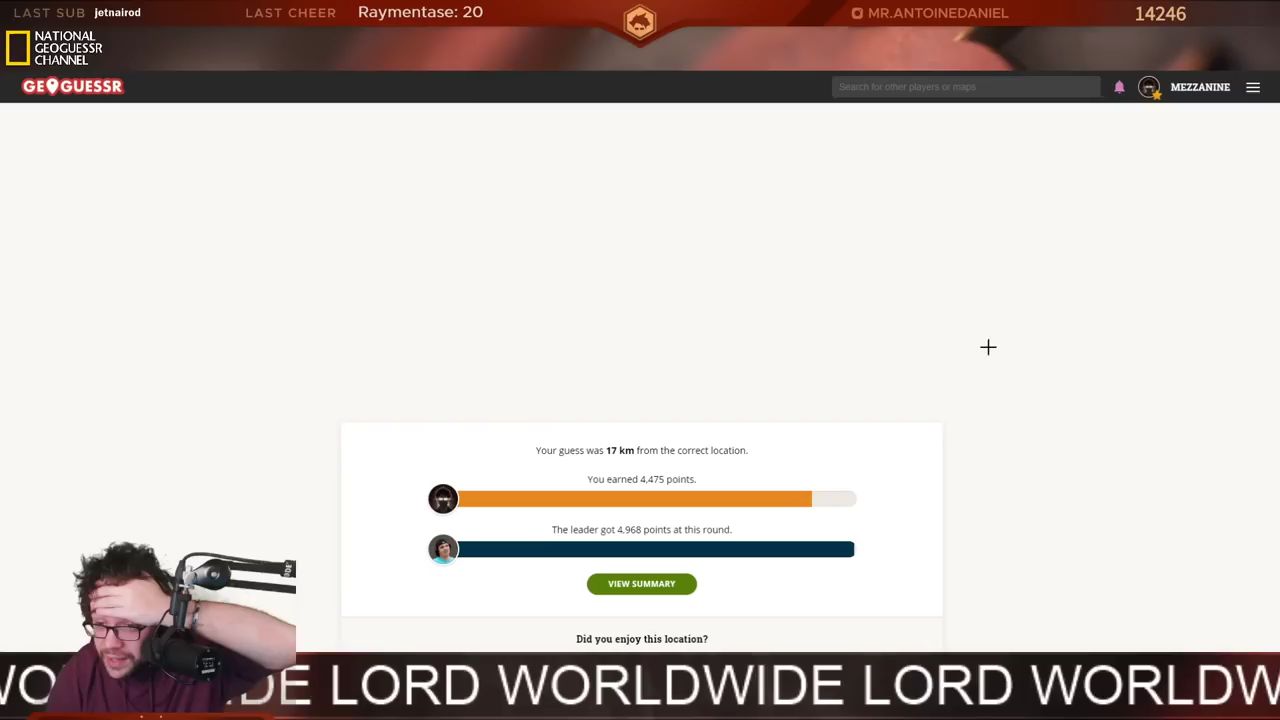 LAST SUB jetnairod LAST CHEER Raymentase: 20 MR.ANTOINEDANIEL 14246
NATIONAL
GEOGUESSR
CHANNEL
GEOGUESSR Search for other players or maps MEZZANINE
Your guess was 17 km from the correct location.
You earned 4,475 points.
The leader got 4,968 points at this round.
VIEW SUMMARY
Did you enjoy this location?
WO DE LORD WORLDWIDE LORD WORLDW